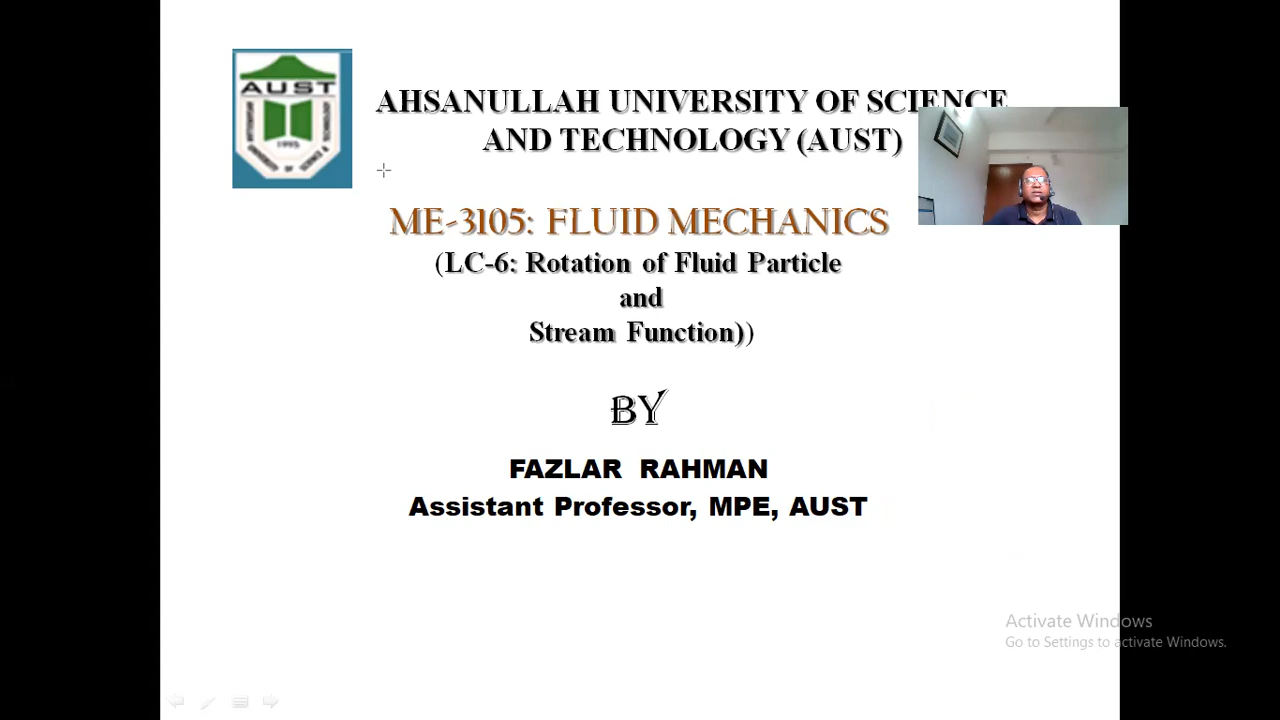 AUST
1995
AHSANULLAH UNIVERSITY OF SCIENCE
AND TECHNOLOGY (AUST)
ME-3105: FLUID MECHANICS
(LC-6: Rotation of Fluid Particle
and
Stream Function))
BY
FAZLAR RAHMAN
Assistant Professor, MPE, AUST
Activate Windows
Go to Settings to activate Windows.